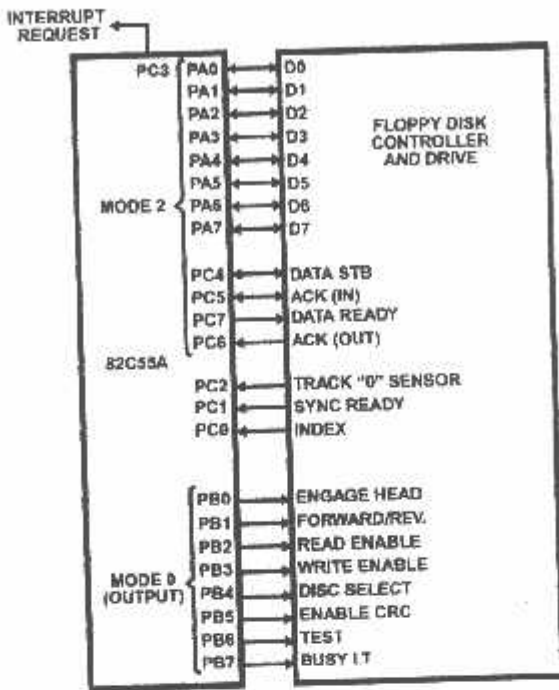 INTERRUPT
REQUEST
PC3 PA0 D0
PA1 D1
PA2 D2
PA3 D3
PA4 D4
PA5 D5
PA6 D6
PA7 D7
MODE 2
FLOPPY DISK
CONTROLLER
AND DRIVE
PC4 DATA STB
PC5 ACK (IN)
PC7 DATA READY
PC6 ACK (OUT)
82C55A
PC2 TRACK "0" SENSOR
PC1 SYNC READY
PC0 INDEX
PB0 ENGAGE HEAD
PB1 FORWARD/REV.
PB2 READ ENABLE
PB3 WRITE ENABLE
PB4 DISC SELECT
PB5 ENABLE CRC
PB6 TEST
PB7 BUSY LT
MODE 0
(OUTPUT)